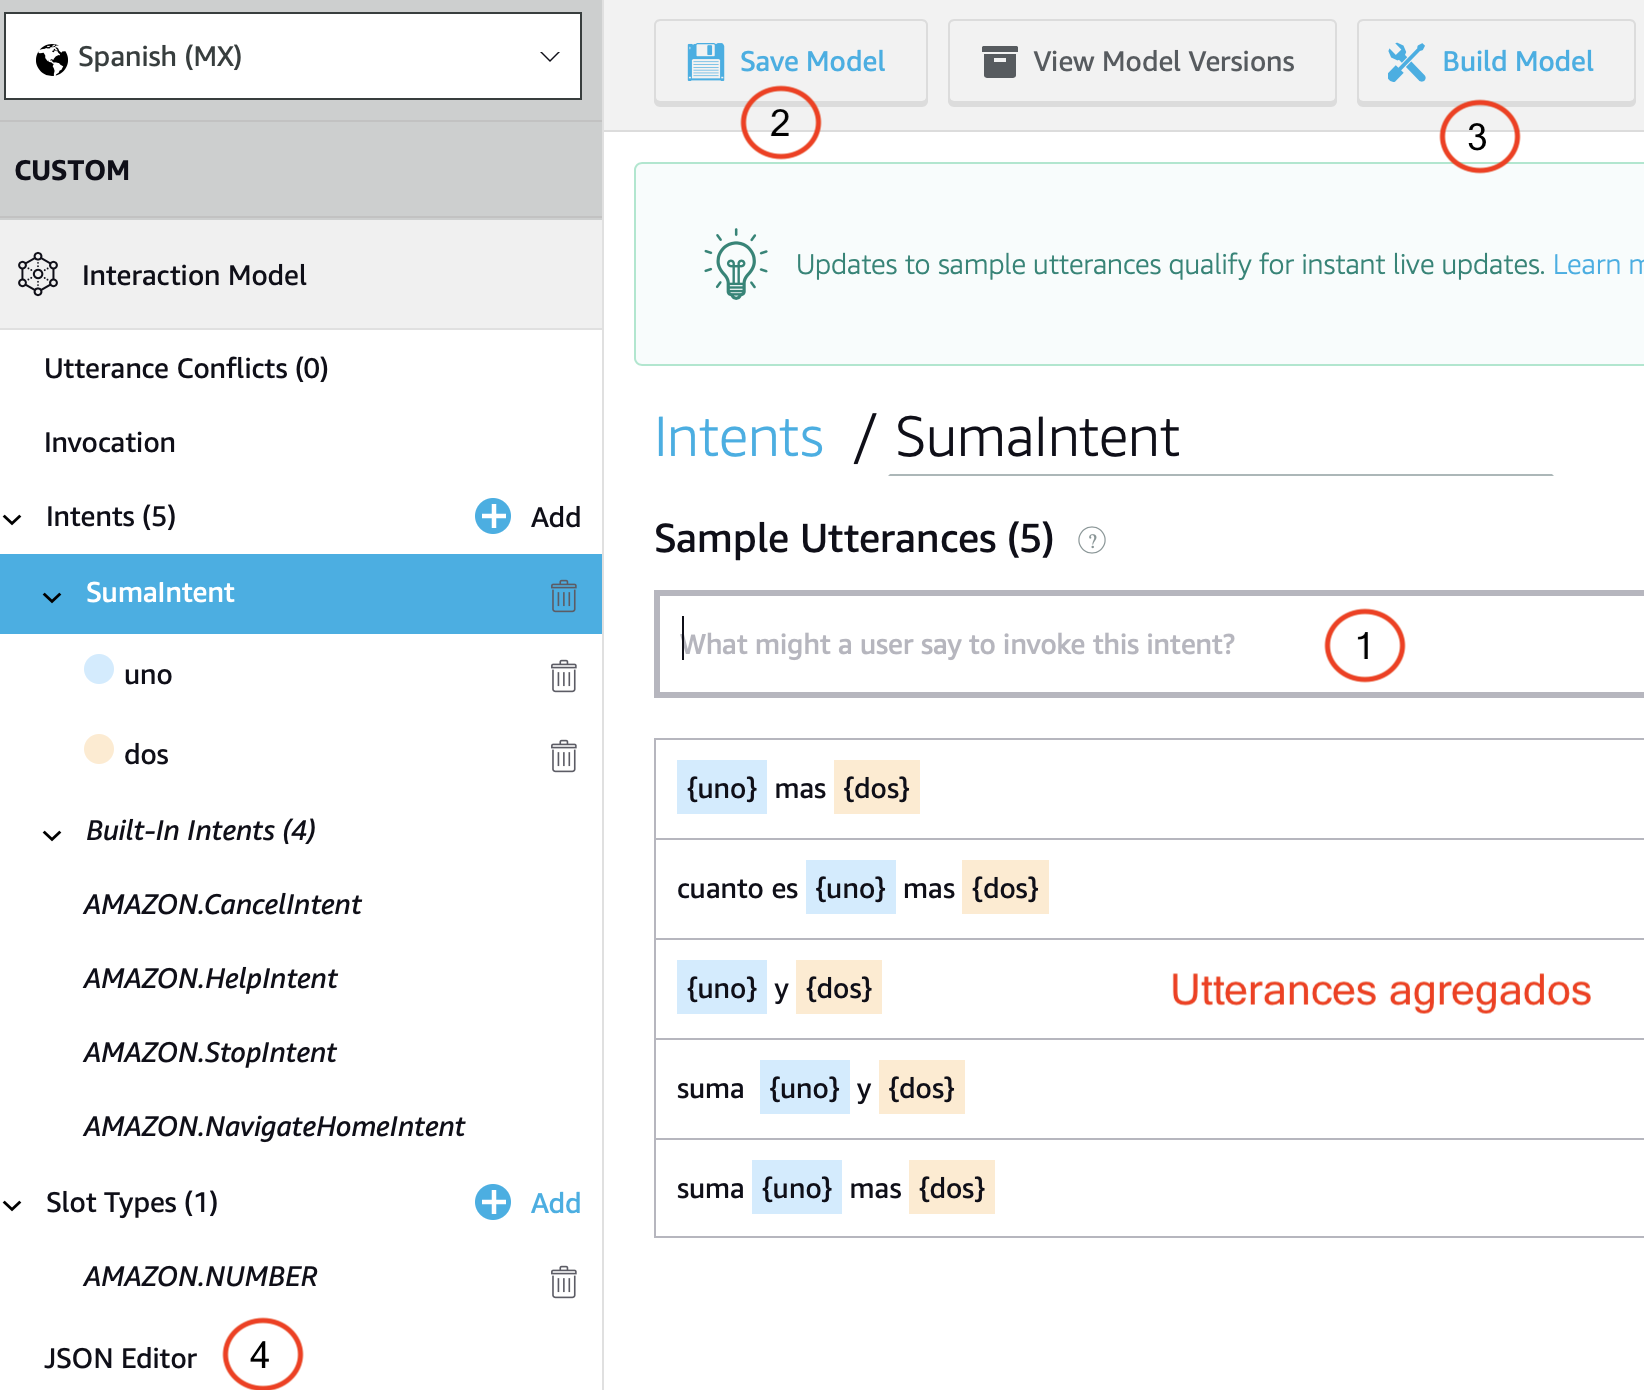 Spanish (MX)
CUSTOM
Interaction Model
Utterance Conflicts (0)
Invocation
Intents (5)
Add
SumaIntent
uno
dos
Built-In Intents (4)
AMAZON.CancelIntent
AMAZON.HelpIntent
AMAZON.StopIntent
AMAZON.NavigateHomeIntent
Slot Types (1)
Add
AMAZON.NUMBER
JSON Editor
4
Save Model
2
View Model Versions
Build Model
3
Updates to sample utterances qualify for instant live updates. Learn
Intents / SumaIntent
Sample Utterances (5) ?
What might a user say to invoke this intent?
1
{uno} mas {dos}
cuanto es {uno} mas {dos}
{uno} y {dos}
Utterances agregados
suma {uno} y {dos}
suma {uno} mas {dos}